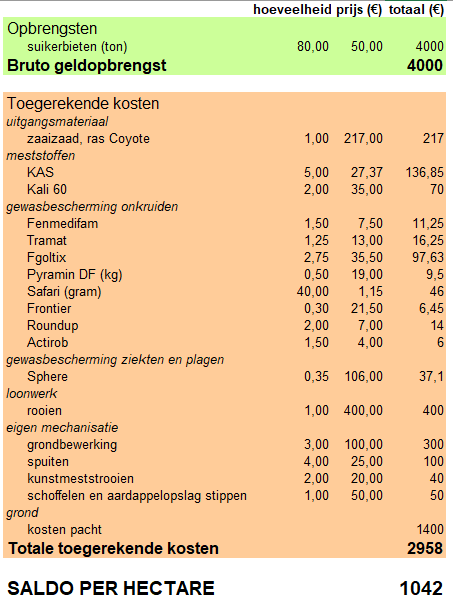 hoeveelheid prijs (€) totaal (€)
Opbrengsten
suikerbieten (ton) 80,00 50,00 4000
Bruto geldopbrengst 4000
Toegerekende kosten
uitgangsmateriaal
zaaizaad, ras Coyote 1,00 217,00 217
meststoffen
KAS 5,00 27,37 136,85
Kali 60 2,00 35,00 70
gewasbescherming onkruiden
Fenmedifam 1,50 7,50 11,25
Tramat 1,25 13,00 16,25
Fgoltix 2,75 35,50 97,63
Pyramin DF (kg) 0,50 19,00 9,5
Safari (gram) 40,00 1,15 46
Frontier 0,30 21,50 6,45
Roundup 2,00 7,00 14
Actirob 1,50 4,00 6
gewasbescherming ziekten en plagen
Sphere 0,35 106,00 37,1
loonwerk
rooien 1,00 400,00 400
eigen mechanisatie
grondbewerking 3,00 100,00 300
spuiten 4,00 25,00 100
kunstmeststrooien 2,00 20,00 40
schoffelen en aardappelopslag stippen 1,00 50,00 50
grond
kosten pacht 1400
Totale toegerekende kosten 2958
SALDO PER HECTARE 1042